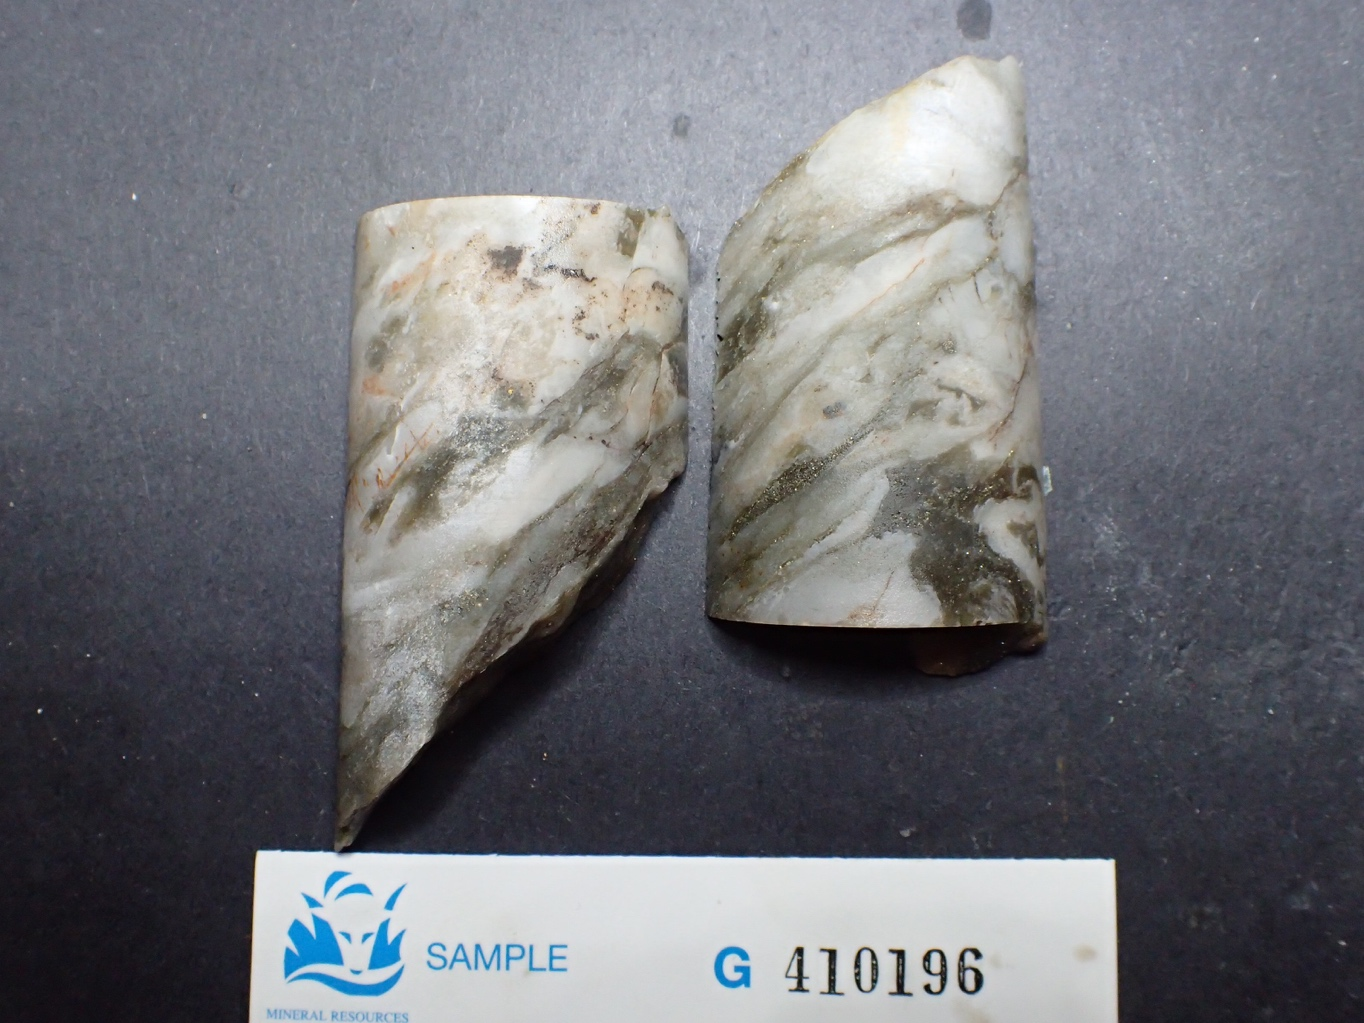 SAMPLE
G 410196
MINERAL RESOURCES